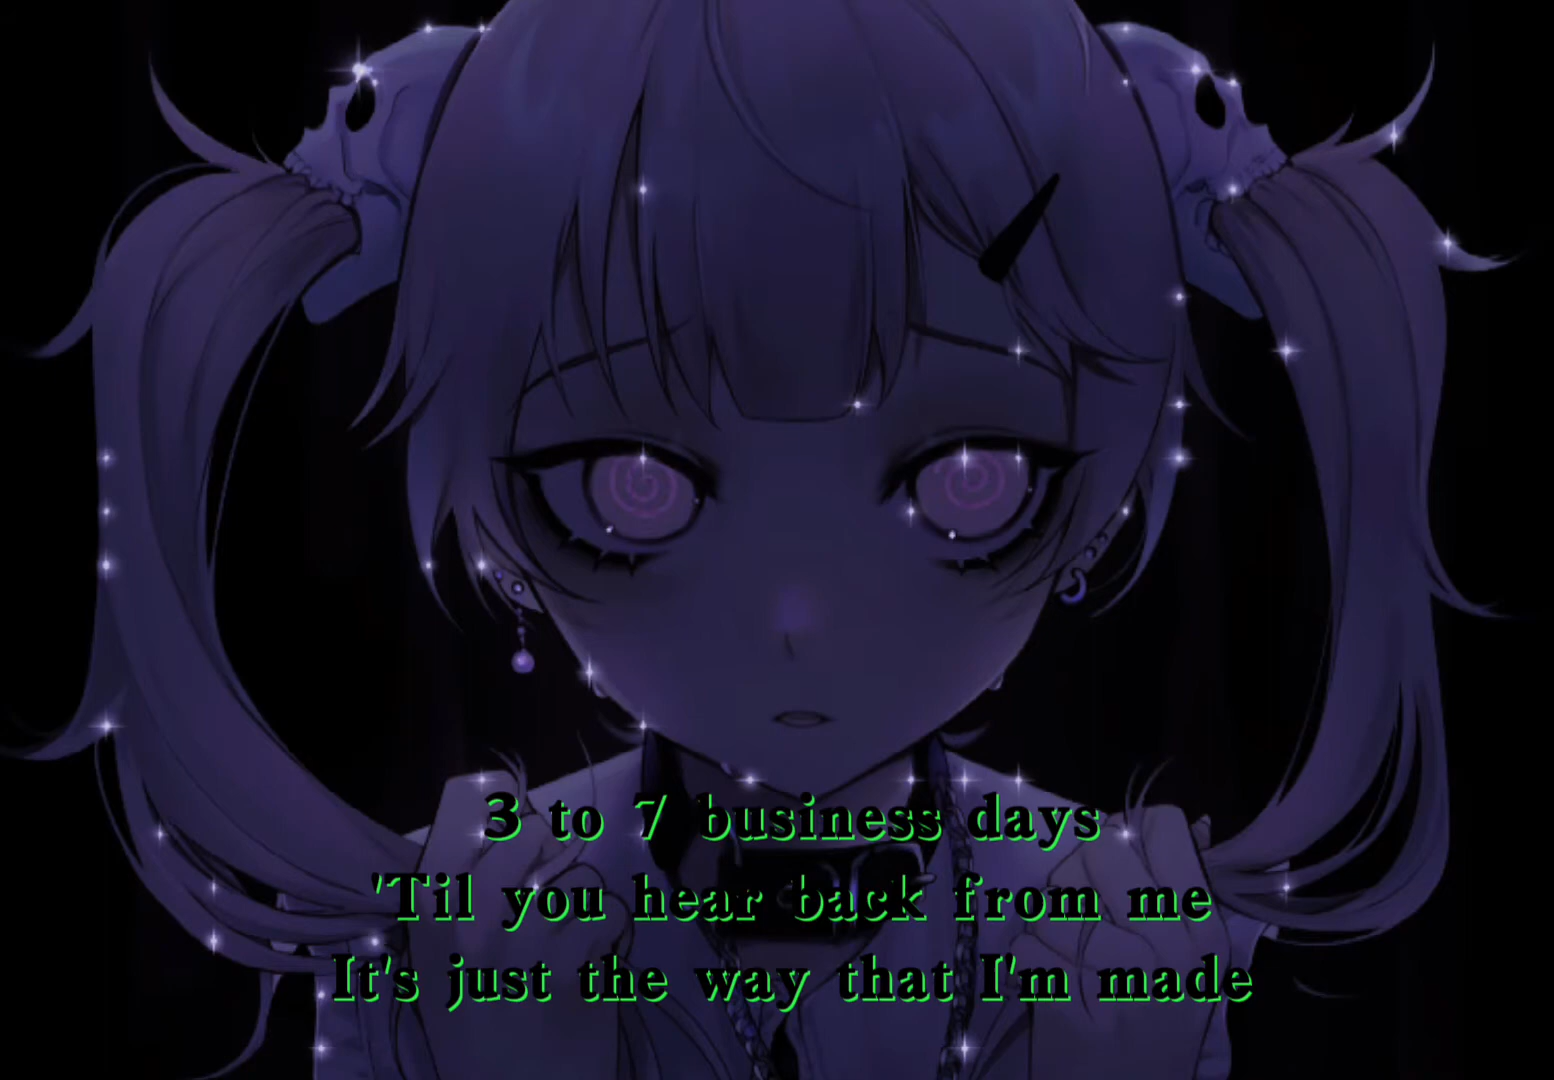 3 to 7 business days
'Til you hear back from me
It's just the way that I'm made